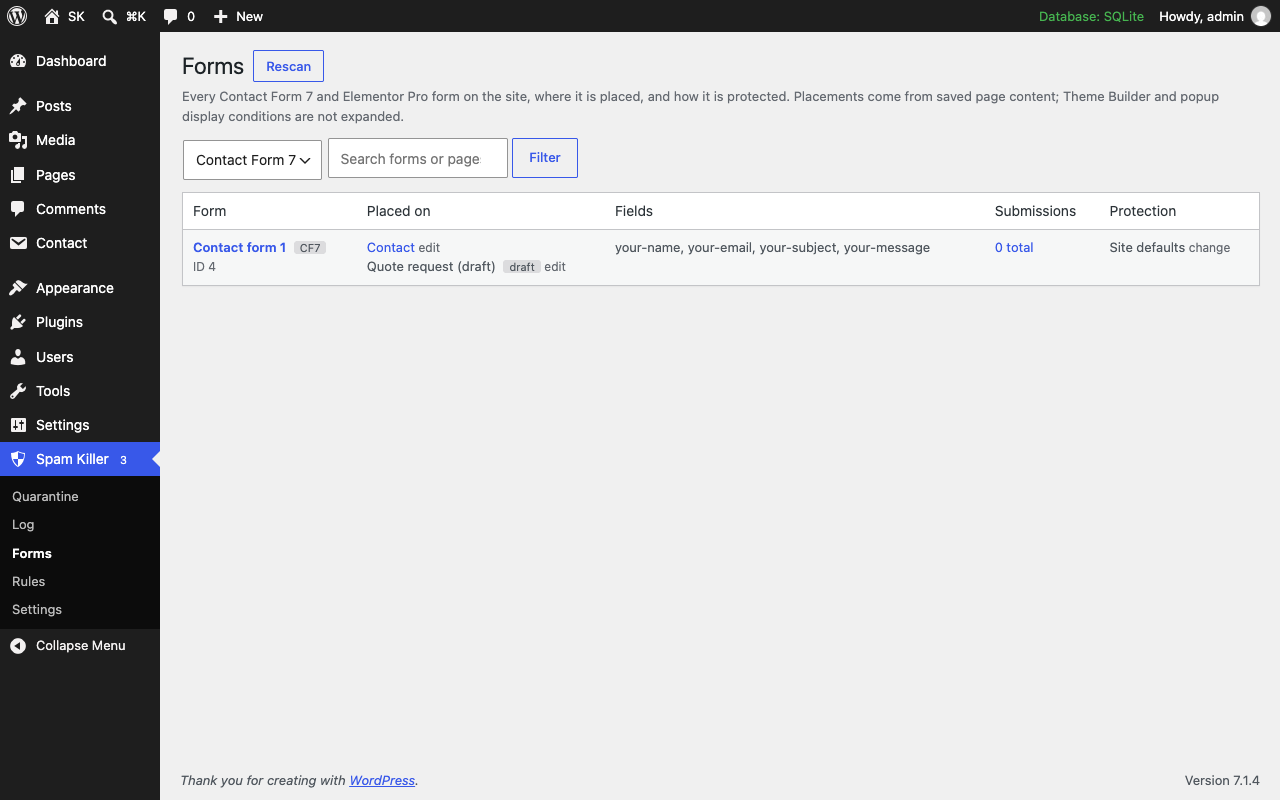 SK ⌘K 0 New Database: SQLite Howdy, admin
Dashboard
Posts
Media
Pages
Comments
Contact
Appearance
Plugins
Users
Tools
Settings
Spam Killer 3
Quarantine
Log
Forms
Rules
Settings
Collapse Menu
Forms Rescan
Every Contact Form 7 and Elementor Pro form on the site, where it is placed, and how it is protected. Placements come from saved page content; Theme Builder and popup
display conditions are not expanded.
Contact Form 7 Search forms or page Filter
Form Placed on Fields Submissions Protection
Contact form 1 CF7 Contact edit your-name, your-email, your-subject, your-message 0 total Site defaults change
ID 4 Quote request (draft) draft edit
Thank you for creating with WordPress. Version 7.1.4